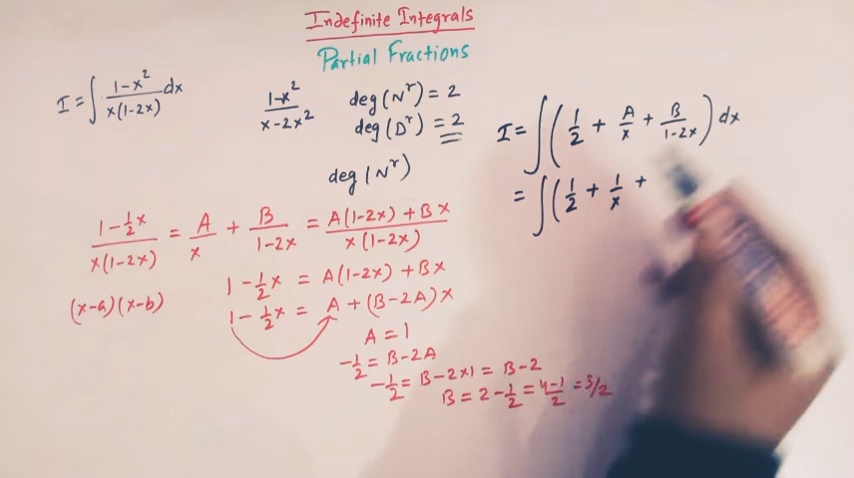 Indefinite Integrals
Partial Fractions
I = ∫ (1-x²)/(x(1-2x)) dx
(1-x²)/(x-2x²)
deg(Nʳ) = 2
deg(Dʳ) = 2
deg(Nʳ)
(1-½x)/(x(1-2x)) = A/x + B/(1-2x) = (A(1-2x) + Bx)/(x(1-2x))
(x-a)(x-b)
1-½x = A(1-2x) + Bx
1-½x = A + (B-2A)x
A = 1
-½ = B-2A
-½ = B-2×1 = B-2
B = 2-½ = (4-1)/2 = 3/2
I = ∫(½ + A/x + B/(1-2x)) dx
= ∫(½ + 1/x +